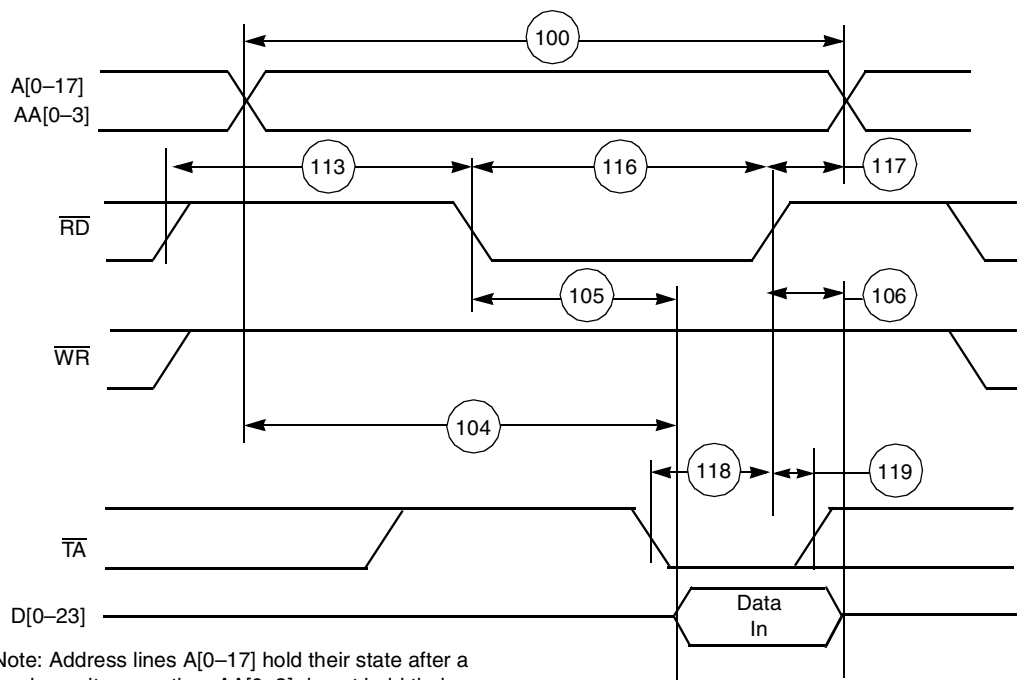 100
A[0–17]
AA[0–3]
113
116
117
RD
105
106
WR
104
118
119
TA
D[0–23]
Data
In
Note: Address lines A[0–17] hold their state after a